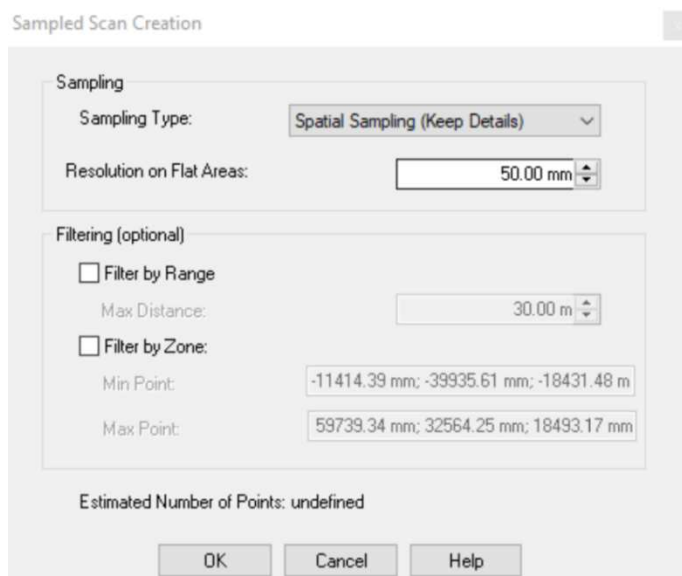 Sampled Scan Creation
Sampling
Sampling Type: Spatial Sampling (Keep Details)
Resolution on Flat Areas: 50.00 mm
Filtering (optional)
Filter by Range
Max Distance: 30.00 m
Filter by Zone:
Min Point: -11414.39 mm; -39935.61 mm; -18431.48 m
Max Point: 59739.34 mm; 32564.25 mm; 18493.17 mm
Estimated Number of Points: undefined
OK Cancel Help